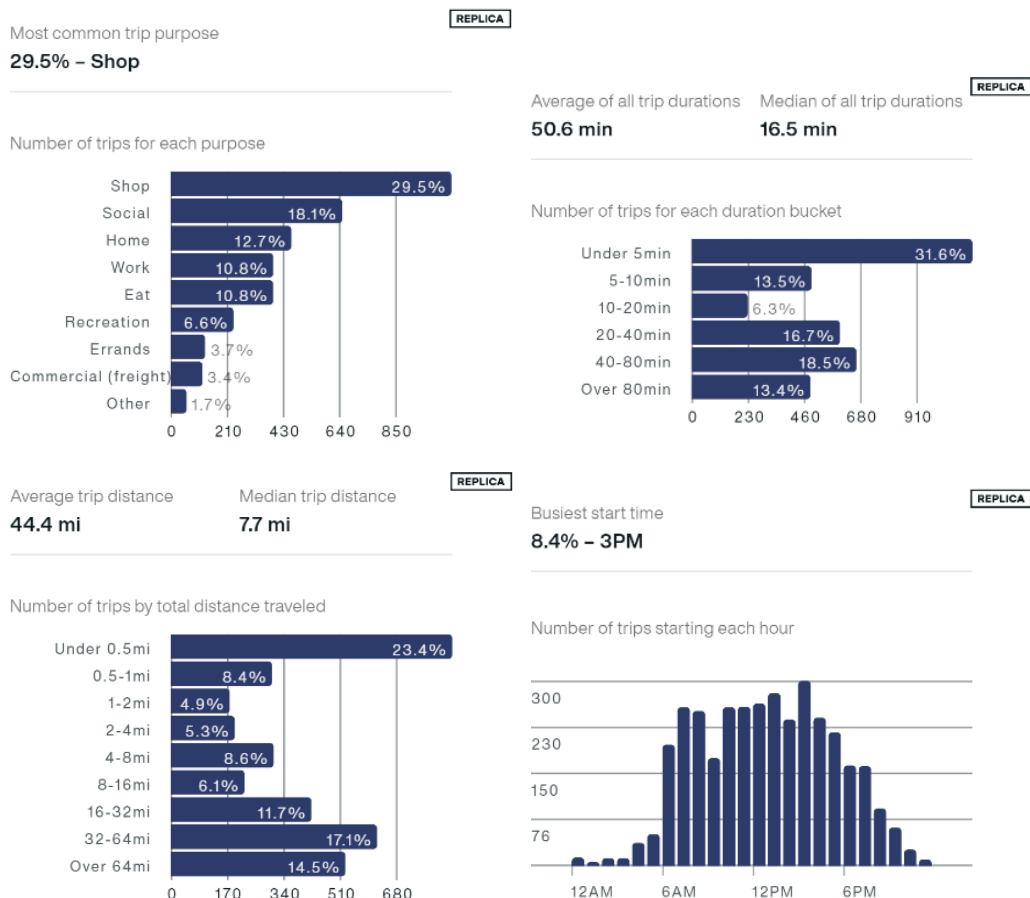 REPLICA
Most common trip purpose
29.5% – Shop
Number of trips for each purpose
Shop 29.5%
Social 18.1%
Home 12.7%
Work 10.8%
Eat 10.8%
Recreation 6.6%
Errands 3.7%
Commercial (freight) 3.4%
Other 1.7%
0 210 430 640 850
REPLICA
Average of all trip durations Median of all trip durations
50.6 min 16.5 min
Number of trips for each duration bucket
Under 5min 31.6%
5-10min 13.5%
10-20min 6.3%
20-40min 16.7%
40-80min 18.5%
Over 80min 13.4%
0 230 460 680 910
REPLICA
Average trip distance Median trip distance
44.4 mi 7.7 mi
Number of trips by total distance traveled
Under 0.5mi 23.4%
0.5-1mi 8.4%
1-2mi 4.9%
2-4mi 5.3%
4-8mi 8.6%
8-16mi 6.1%
16-32mi 11.7%
32-64mi 17.1%
Over 64mi 14.5%
0 170 340 510 680
REPLICA
Busiest start time
8.4% – 3PM
Number of trips starting each hour
300
230
150
76
12AM 6AM 12PM 6PM